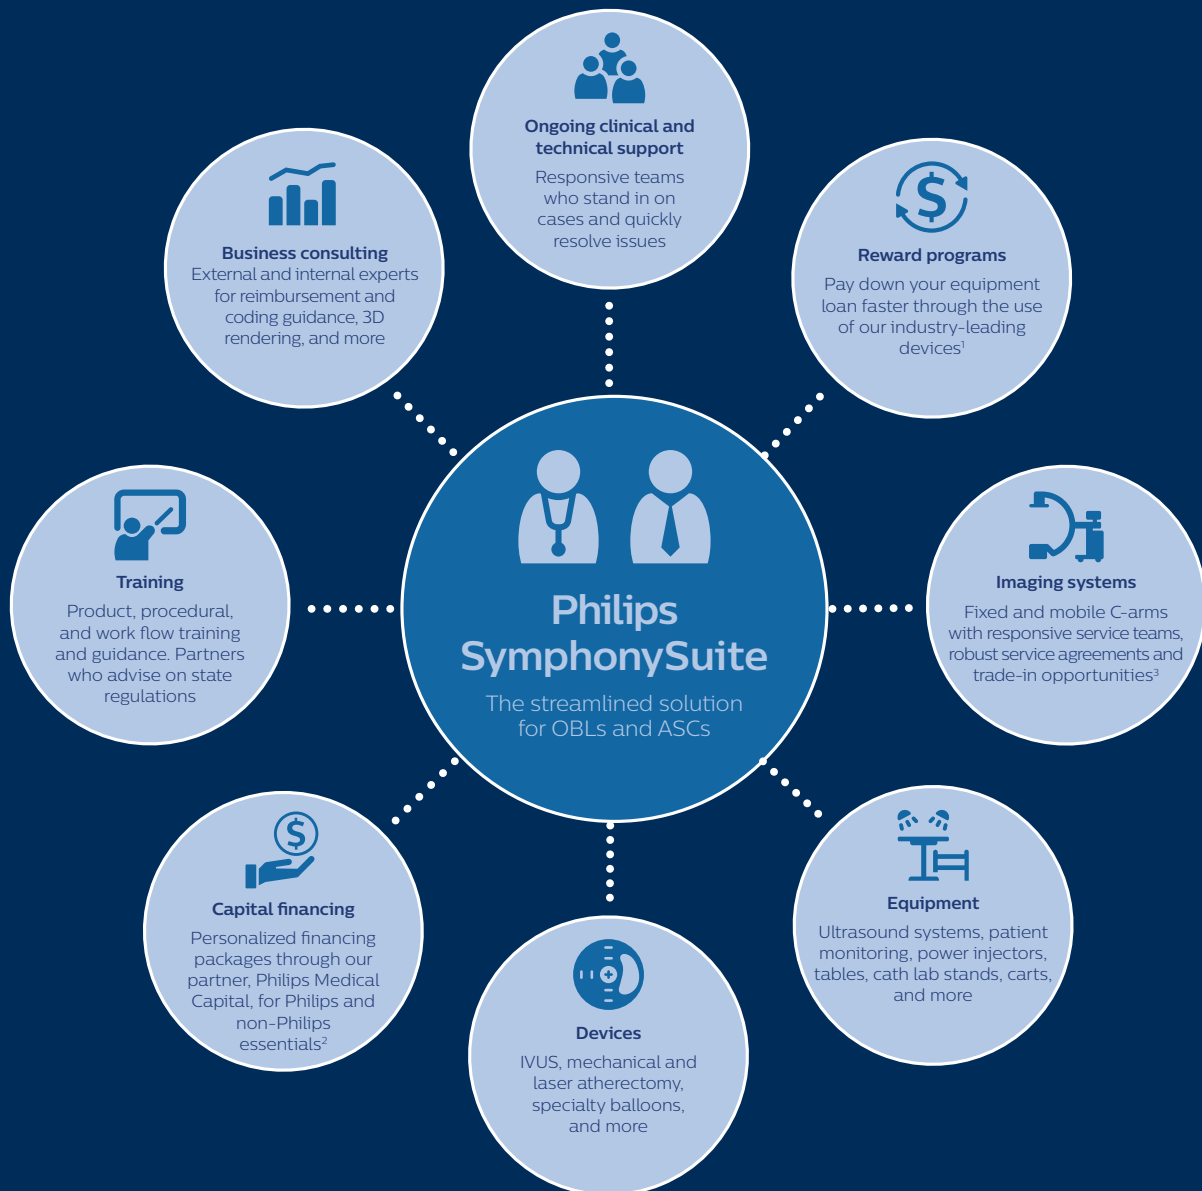 Ongoing clinical and
technical support
Responsive teams
who stand in on
cases and quickly
resolve issues
Reward programs
Pay down your equipment
loan faster through the use
of our industry-leading
devices¹
Imaging systems
Fixed and mobile C-arms
with responsive service teams,
robust service agreements and
trade-in opportunities³
Equipment
Ultrasound systems, patient
monitoring, power injectors,
tables, cath lab stands, carts,
and more
Devices
IVUS, mechanical and
laser atherectomy,
specialty balloons,
and more
Capital financing
Personalized financing
packages through our
partner, Philips Medical
Capital, for Philips and
non-Philips
essentials²
Training
Product, procedural,
and work flow training
and guidance. Partners
who advise on state
regulations
Business consulting
External and internal experts
for reimbursement and
coding guidance, 3D
rendering, and more
Philips
SymphonySuite
The streamlined solution
for OBLs and ASCs
$
$